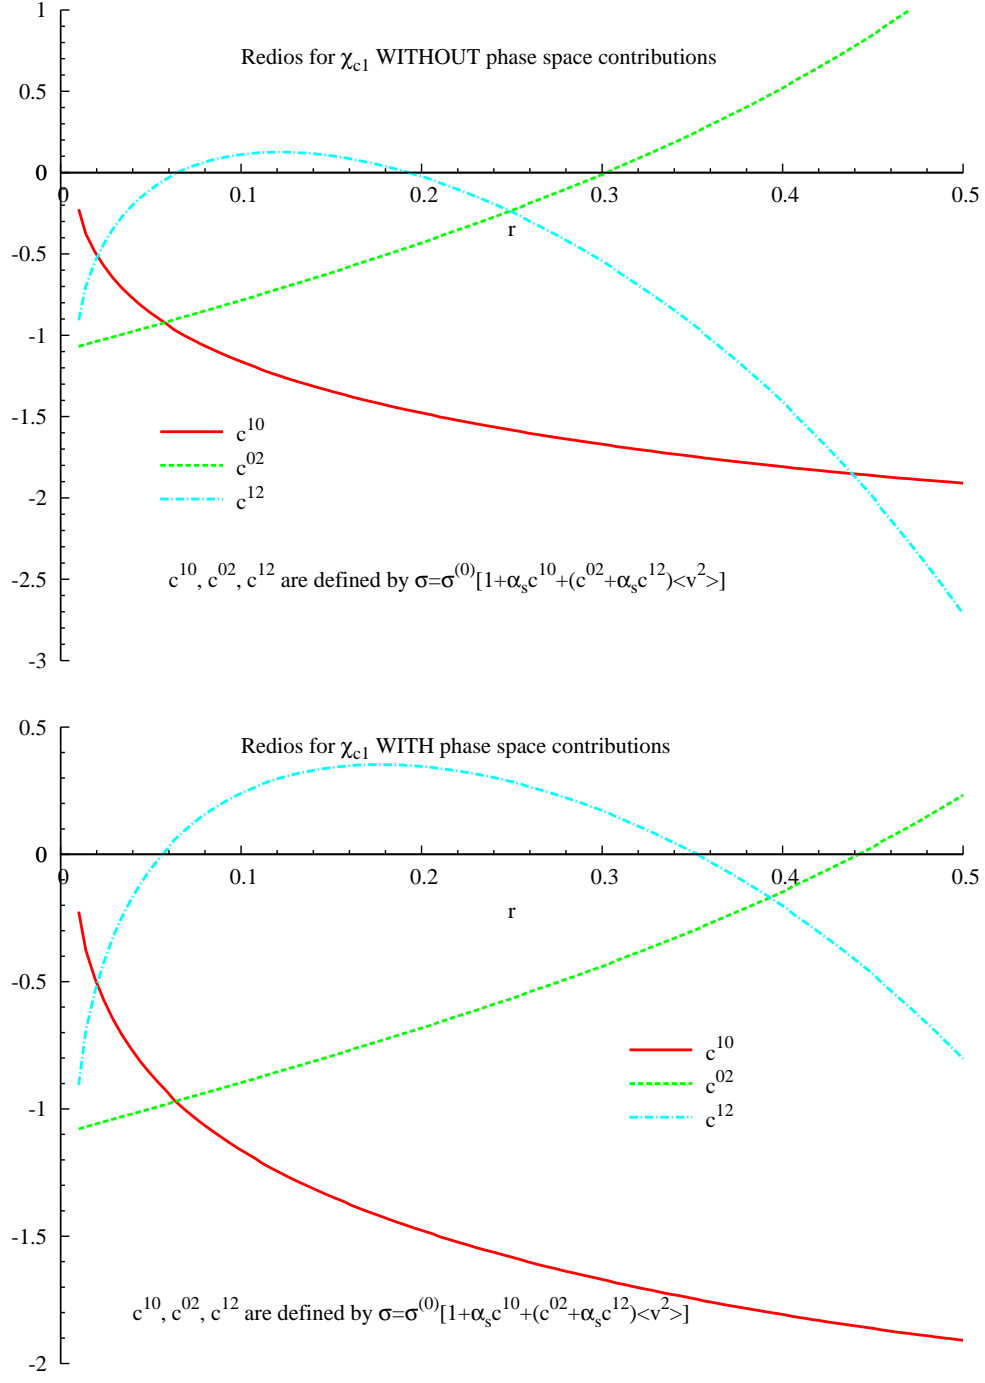 1
Redios for χc1 WITHOUT phase space contributions
0.5
0
0 0.1 0.2 0.3 0.4 0.5
r
-0.5
-1
-1.5
c10
c02
-2
c12
-2.5
c10, c02, c12 are defined by σ=σ(0)[1+αsc10+(c02+αsc12)<v2>]
-3
0.5
Redios for χc1 WITH phase space contributions
0
0 0.1 0.2 0.3 0.4 0.5
r
-0.5
c10
c02
-1
c12
-1.5
c10, c02, c12 are defined by σ=σ(0)[1+αsc10+(c02+αsc12)<v2>]
-2